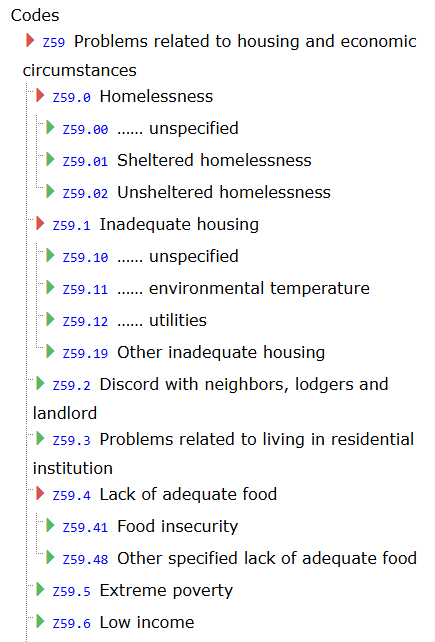 Codes
Z59 Problems related to housing and economic
circumstances
Z59.0 Homelessness
Z59.00 ...... unspecified
Z59.01 Sheltered homelessness
Z59.02 Unsheltered homelessness
Z59.1 Inadequate housing
Z59.10 ...... unspecified
Z59.11 ...... environmental temperature
Z59.12 ...... utilities
Z59.19 Other inadequate housing
Z59.2 Discord with neighbors, lodgers and
landlord
Z59.3 Problems related to living in residential
institution
Z59.4 Lack of adequate food
Z59.41 Food insecurity
Z59.48 Other specified lack of adequate food
Z59.5 Extreme poverty
Z59.6 Low income